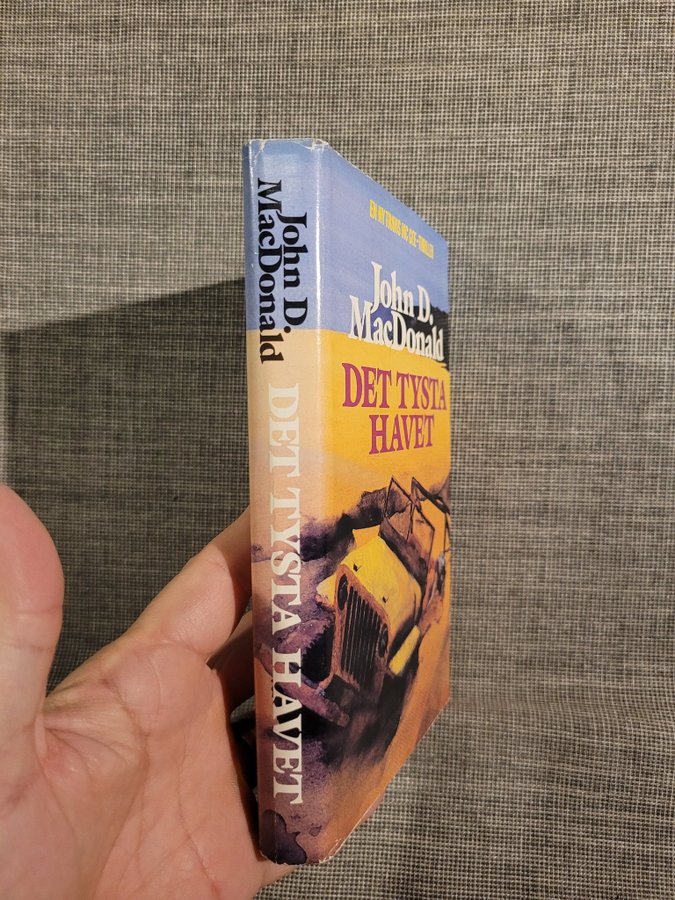 John D.
MacDonald
DET TYSTA HAVET
EN NY TRAVIS MC GEE-THRILLER
John D.
MacDonald
DET TYSTA
HAVET